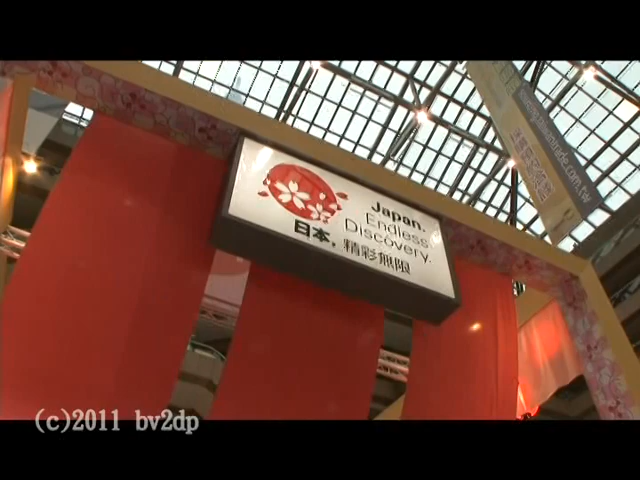 Japan.
Endless
Discovery.
日本，精彩無限
(c)2011 bv2dp